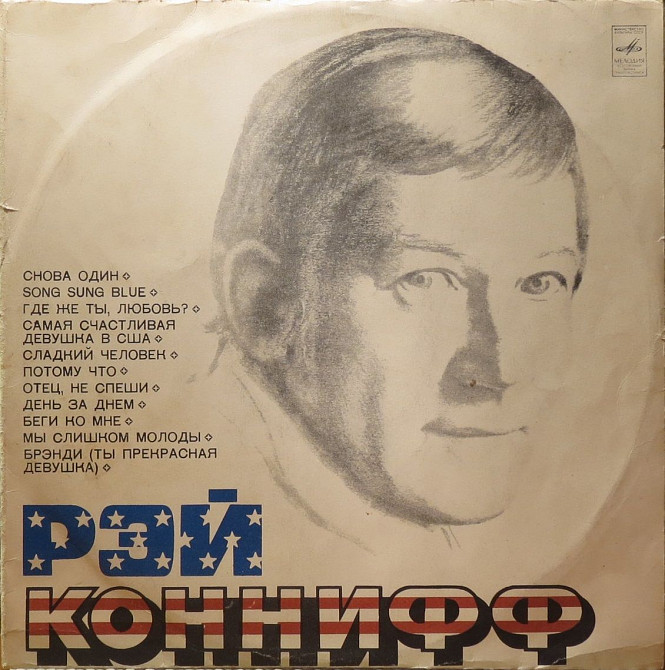 МЕЛОДИЯ
СНОВА ОДИН
SONG SUNG BLUE
ГДЕ ЖЕ ТЫ, ЛЮБОВЬ?
САМАЯ СЧАСТЛИВАЯ
ДЕВУШКА В США
СЛАДКИЙ ЧЕЛОВЕК
ПОТОМУ ЧТО
ОТЕЦ, НЕ СПЕШИ
ДЕНЬ ЗА ДНЕМ
БЕГИ КО МНЕ
МЫ СЛИШКОМ МОЛОДЫ
БРЭНДИ (ТЫ ПРЕКРАСНАЯ
ДЕВУШКА)
РЭЙ
КОННИФФ